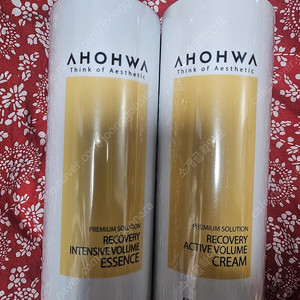 AHOHWA
Think of Aesthetic
PREMIUM SOLUTION
RECOVERY
INTENSIVE VOLUME
ESSENCE
AHOHWA
Think of Aesthetic
PREMIUM SOLUTION
RECOVERY
ACTIVE VOLUME
CREAM